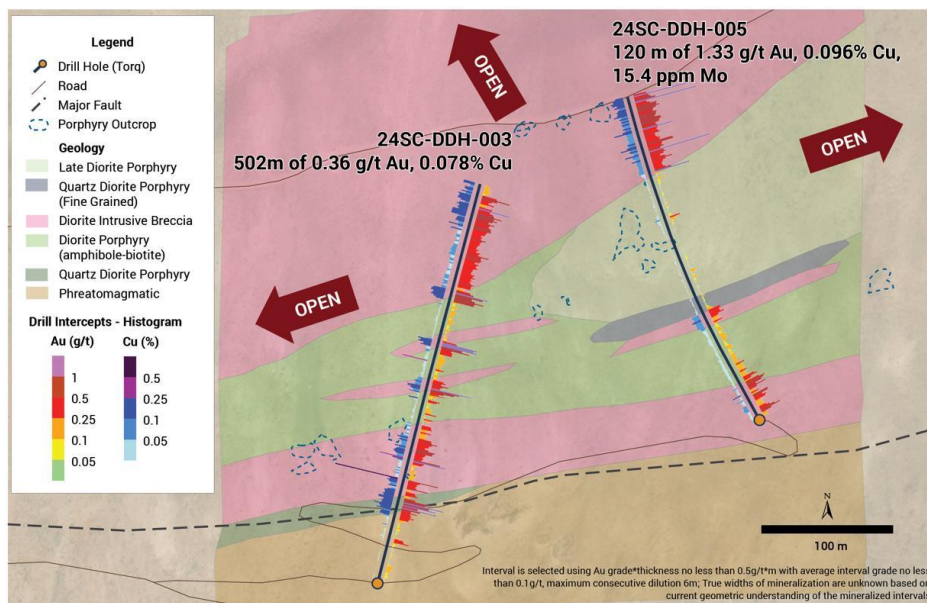 Legend
Drill Hole (Torq)
Road
Major Fault
Porphyry Outcrop
Geology
Late Diorite Porphyry
Quartz Diorite Porphyry
(Fine Grained)
Diorite Intrusive Breccia
Diorite Porphyry
(amphibole-biotite)
Quartz Diorite Porphyry
Phreatomagmatic
Drill Intercepts - Histogram
Au (g/t)
1
0.5
0.25
0.1
0.05
Cu (%)
0.5
0.25
0.1
0.05
OPEN
24SC-DDH-005
120 m of 1.33 g/t Au, 0.096% Cu,
15.4 ppm Mo
24SC-DDH-003
502m of 0.36 g/t Au, 0.078% Cu
OPEN
OPEN
N
100 m
Interval is selected using Au grade*thickness no less than 0.5g/t*m with average interval grade no less
than 0.1g/t, maximum consecutive dilution 6m; True widths of mineralization are unknown based on
current geometric understanding of the mineralized intervals